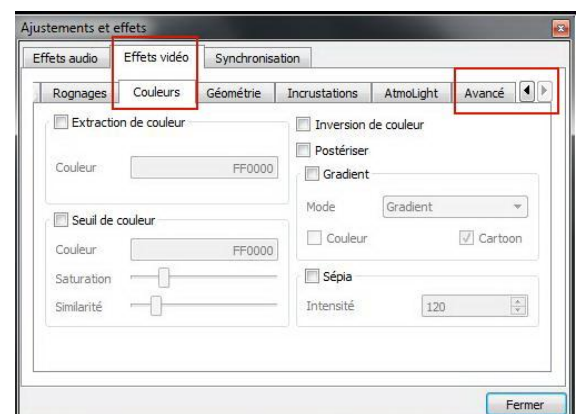 Ajustements et effets
Effets audio Effets vidéo Synchronisation
Rognages Couleurs Géométrie Incrustations AtmoLight Avancé
Extraction de couleur
Couleur FF0000
Seuil de couleur
Couleur FF0000
Saturation
Similarité
Inversion de couleur
Postériser
Gradient
Mode Gradient
Couleur Cartoon
Sépia
Intensité 120
Fermer